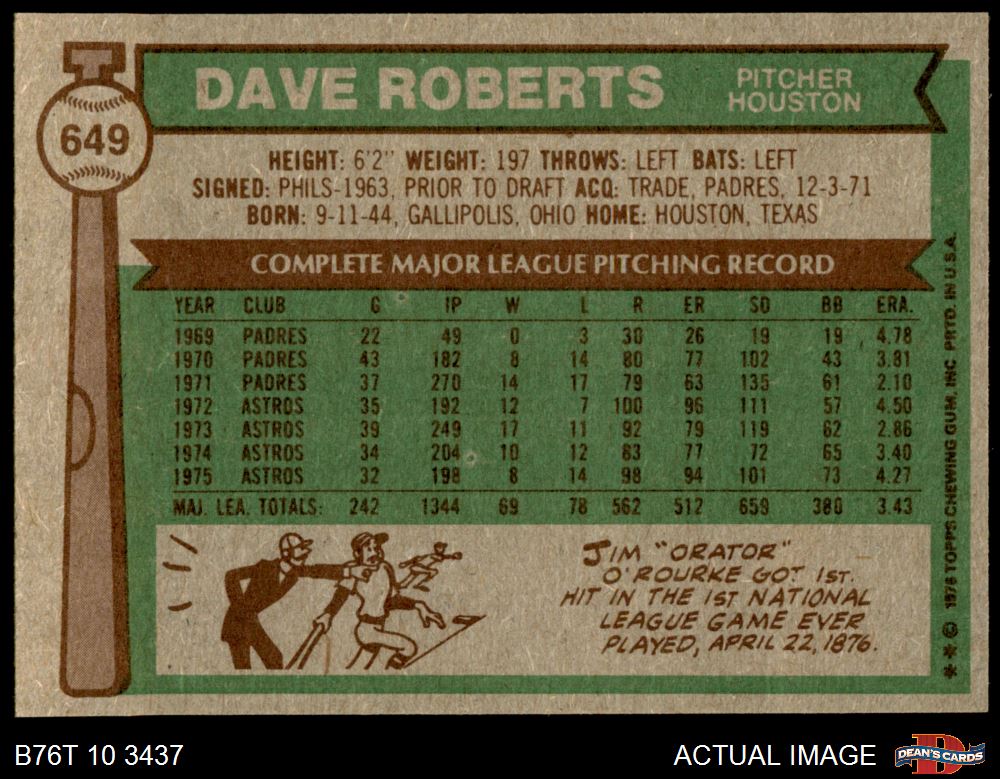 649
DAVE ROBERTS
PITCHER
HOUSTON
HEIGHT: 6'2" WEIGHT: 197 THROWS: LEFT BATS: LEFT
SIGNED: PHILS-1963, PRIOR TO DRAFT ACQ: TRADE, PADRES, 12-3-71
BORN: 9-11-44, GALLIPOLIS, OHIO HOME: HOUSTON, TEXAS
COMPLETE MAJOR LEAGUE PITCHING RECORD
YEAR CLUB G IP W L R ER SO BB ERA.
1969 PADRES 22 49 0 3 30 26 19 19 4.78
1970 PADRES 43 182 8 14 80 77 102 43 3.81
1971 PADRES 37 270 14 17 79 63 135 61 2.10
1972 ASTROS 35 192 12 7 100 96 111 57 4.50
1973 ASTROS 39 249 17 11 92 79 119 62 2.86
1974 ASTROS 34 204 10 12 83 77 72 65 3.40
1975 ASTROS 32 198 8 14 98 94 101 73 4.27
MAJ. LEA. TOTALS: 242 1344 69 78 562 512 659 380 3.43
JIM "ORATOR"
O'ROURKE GOT 1ST.
HIT IN THE 1ST NATIONAL
LEAGUE GAME EVER
PLAYED, APRIL 22, 1876.
* * © 1976 TOPPS CHEWING GUM, INC PRTD. IN U.S.A.
B76T 10 3437
ACTUAL IMAGE
D
DEAN'S CARDS